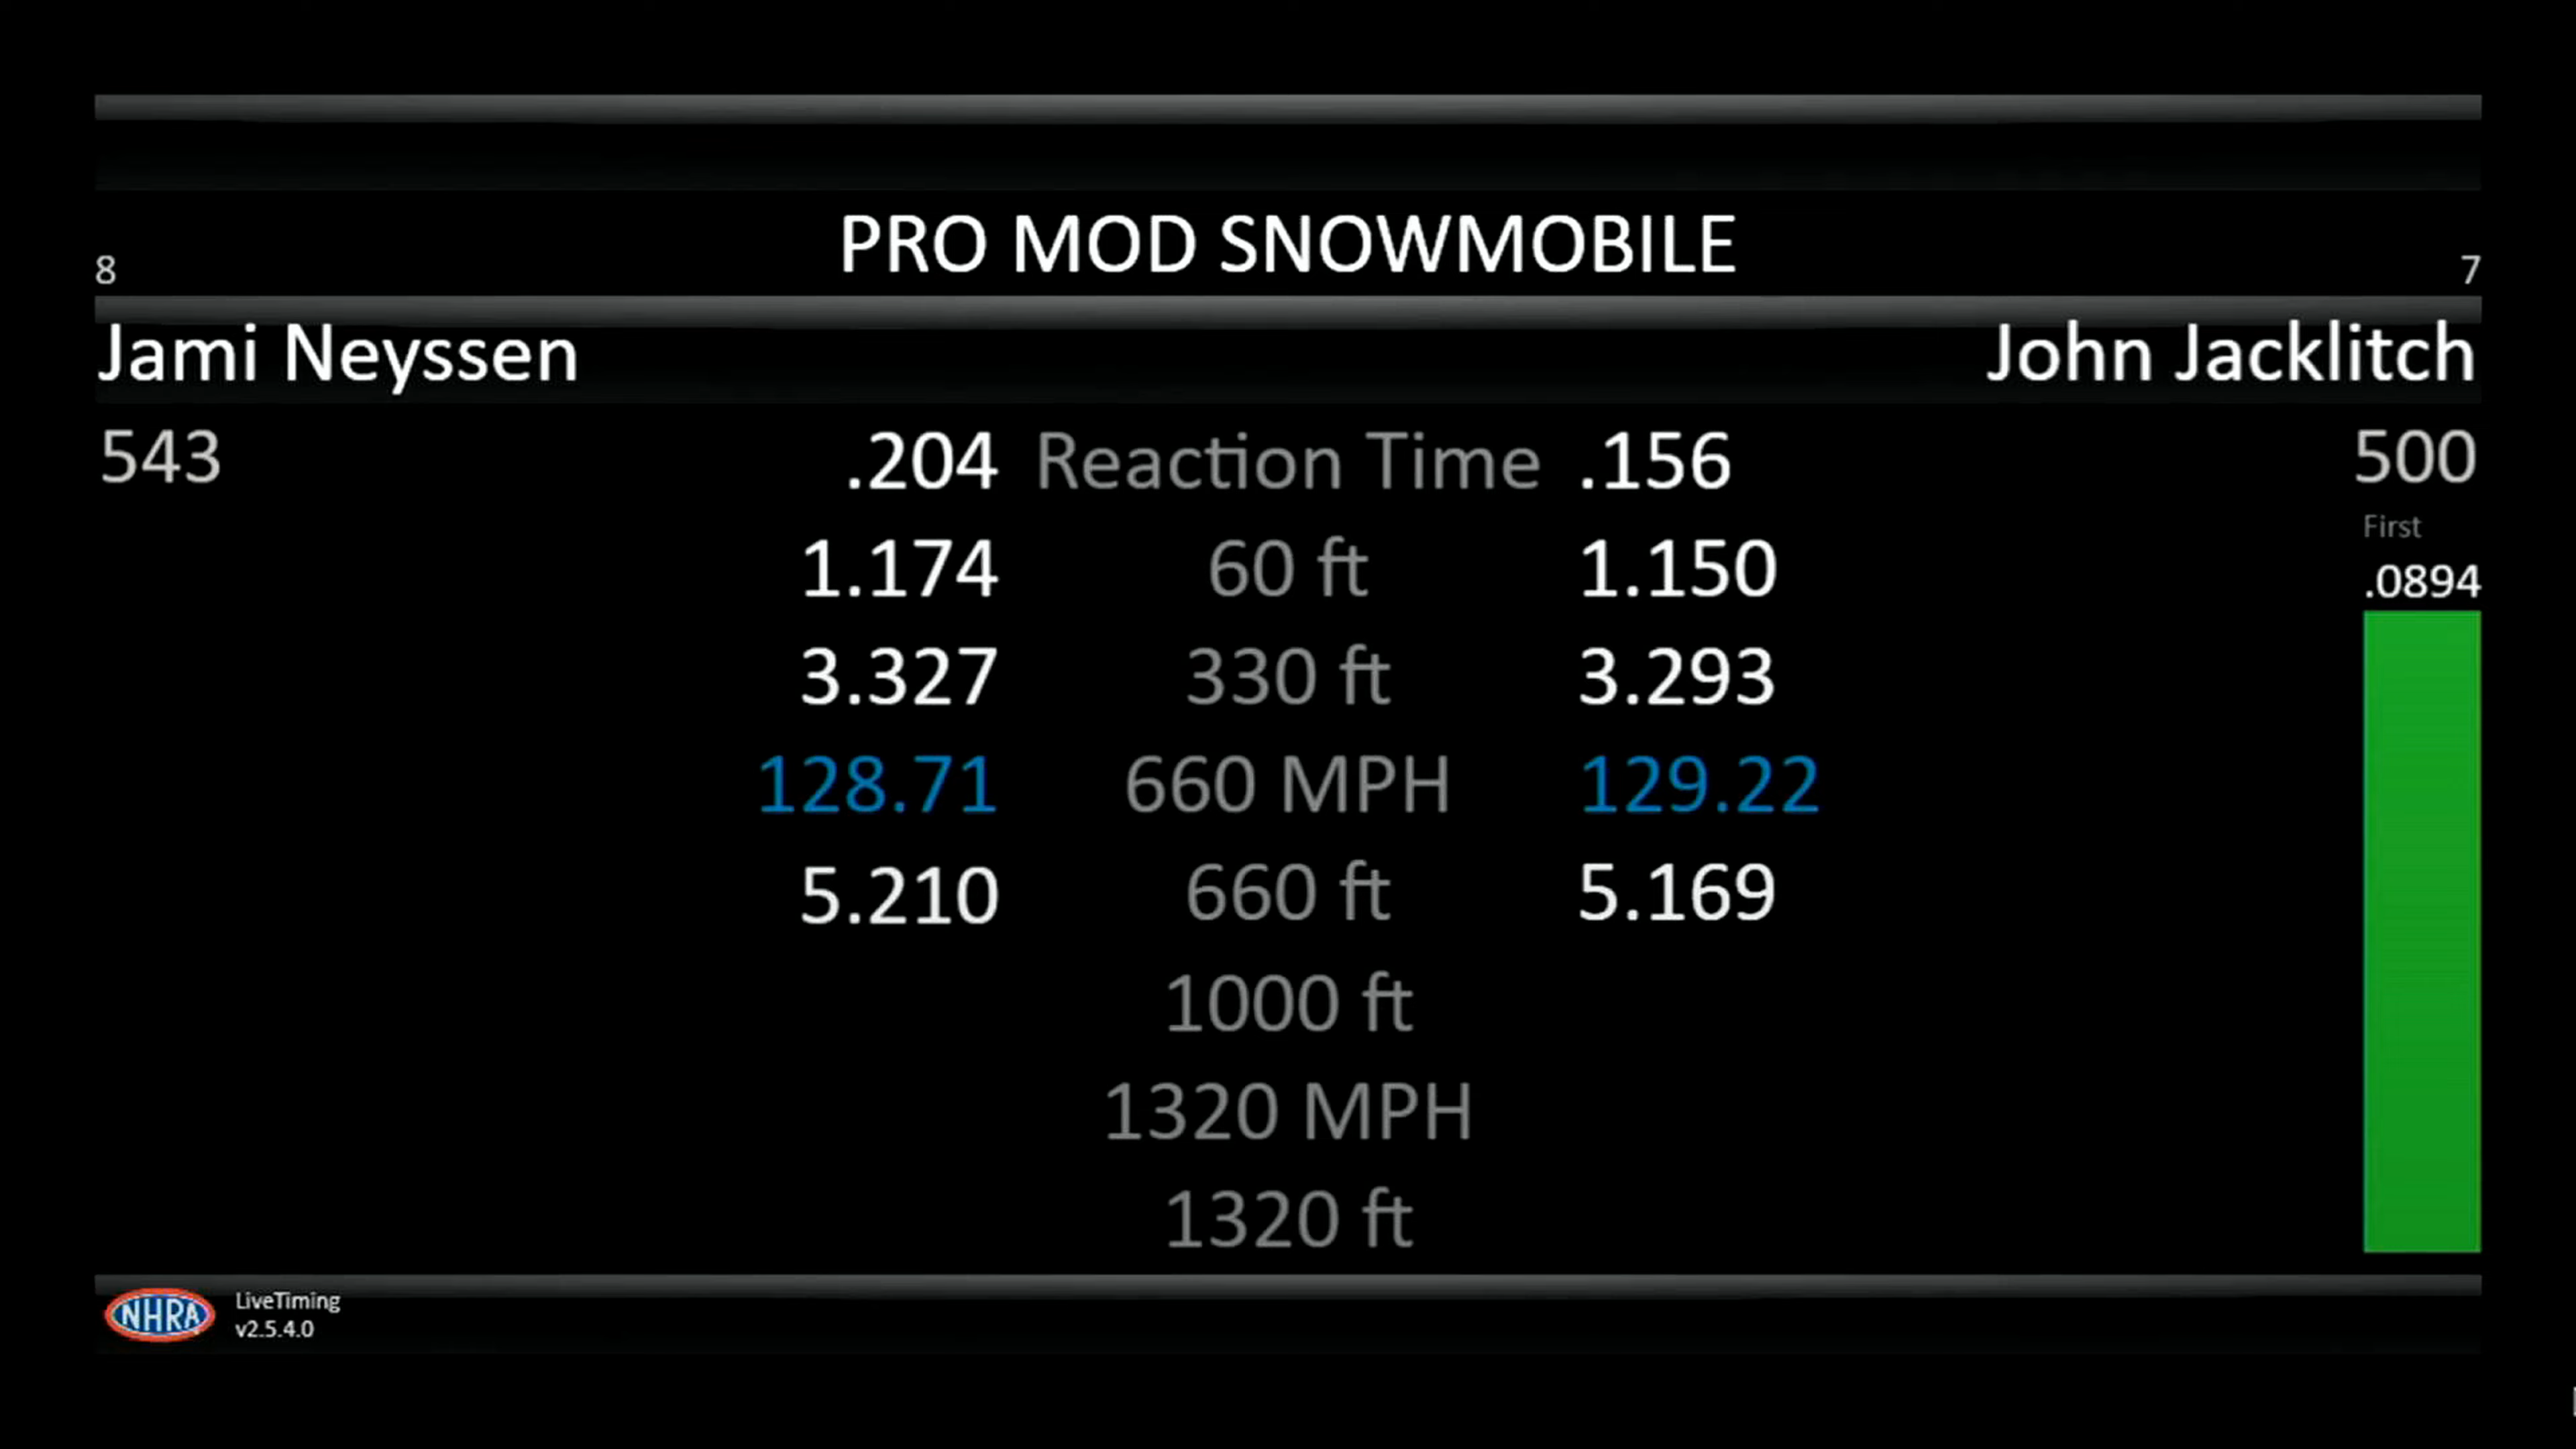 PRO MOD SNOWMOBILE
8 7
Jami Neyssen John Jacklitch
543 .204 Reaction Time .156 500
First
1.174 60 ft 1.150 .0894
3.327 330 ft 3.293
128.71 660 MPH 129.22
5.210 660 ft 5.169
1000 ft
1320 MPH
1320 ft
NHRA LiveTiming
v2.5.4.0